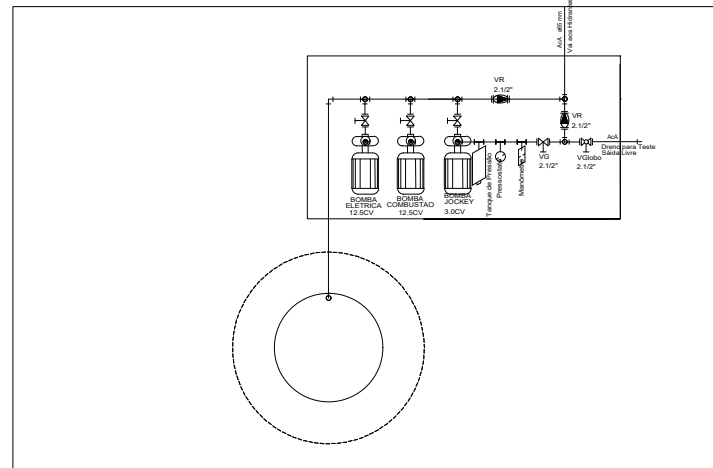 AcA ø65 mm
Vai aos Hidrantes
VR
2.1/2"
VR
2.1/2"
AcA
Dreno para Teste
Sáida Livre
VG
2.1/2"
VGlobo
2.1/2"
Tanque de Pressão
Pressostato
Manômetro
BOMBA
ELETRICA
12.5CV
BOMBA
COMBUSTAO
12.5CV
BOMBA
JOCKEY
3.0CV